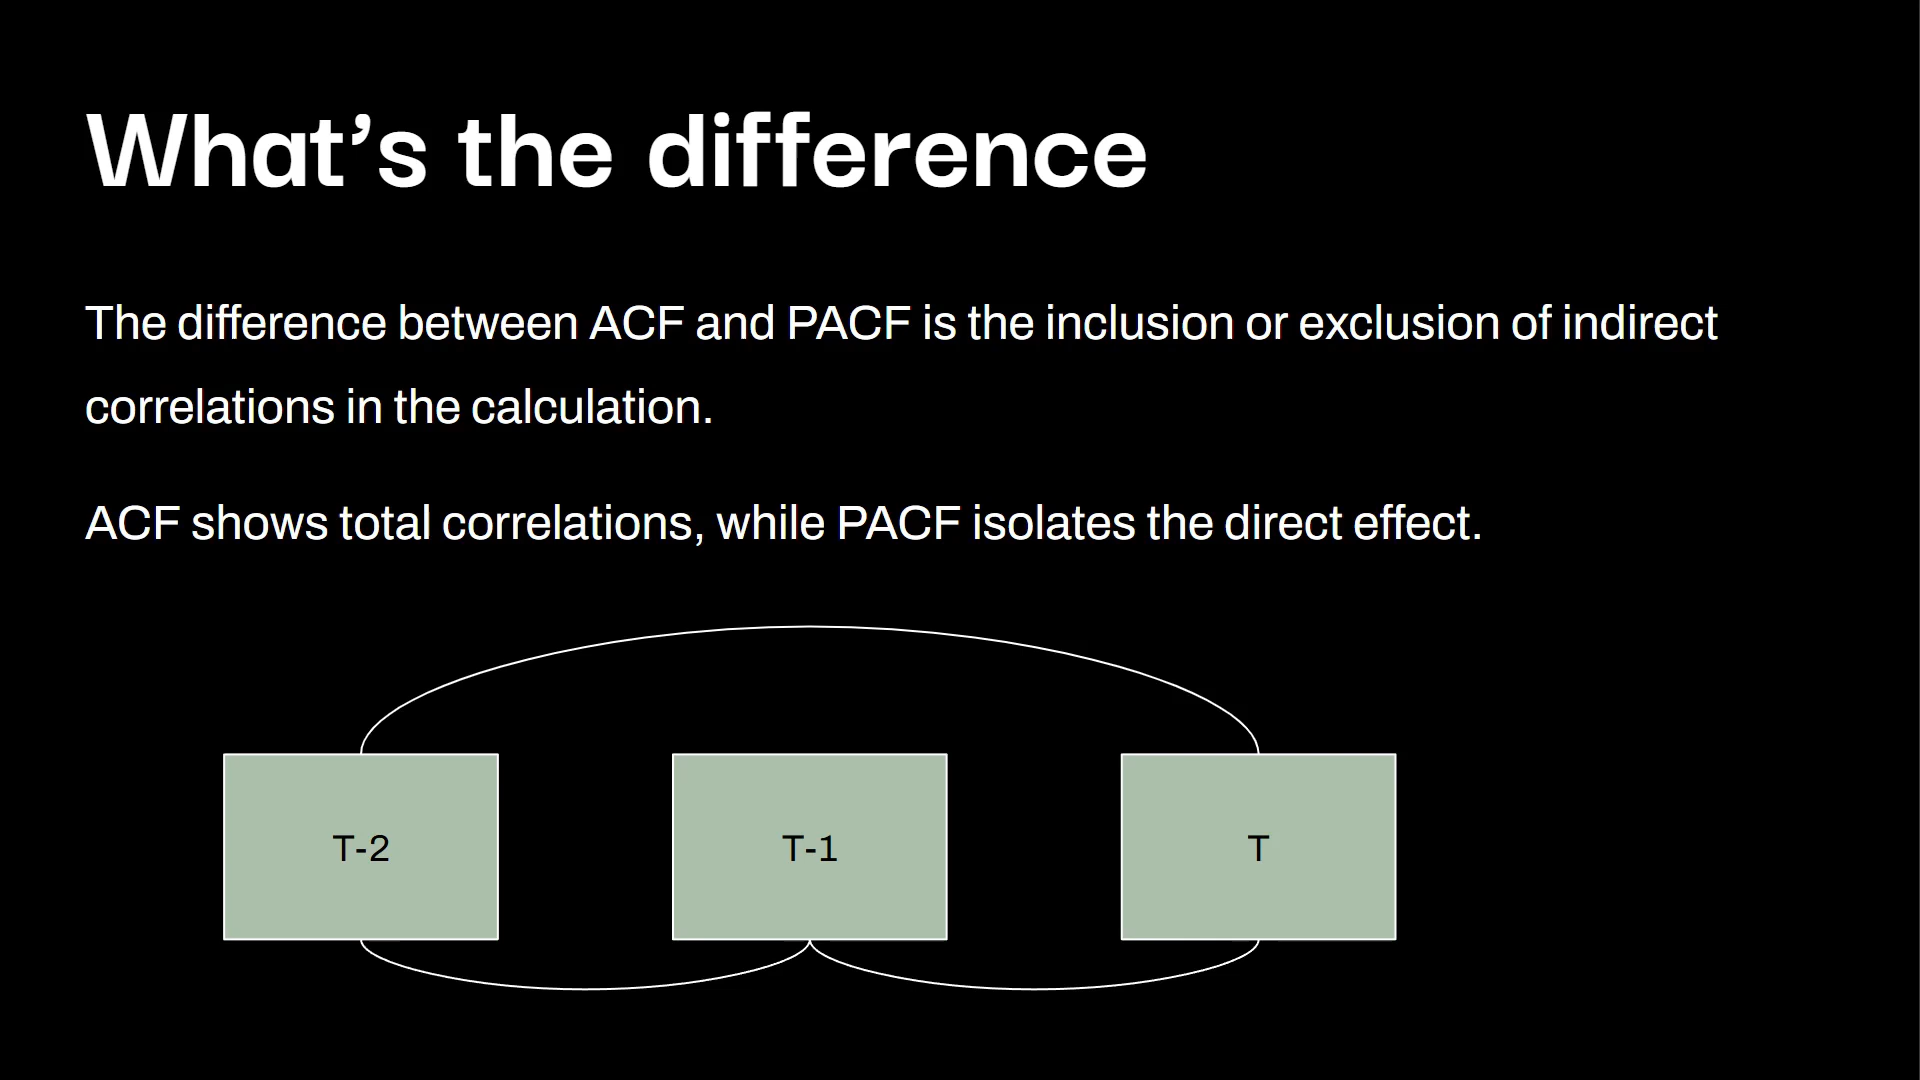 What’s the difference
The difference between ACF and PACF is the inclusion or exclusion of indirect
correlations in the calculation.
ACF shows total correlations, while PACF isolates the direct effect.
T-2
T-1
T